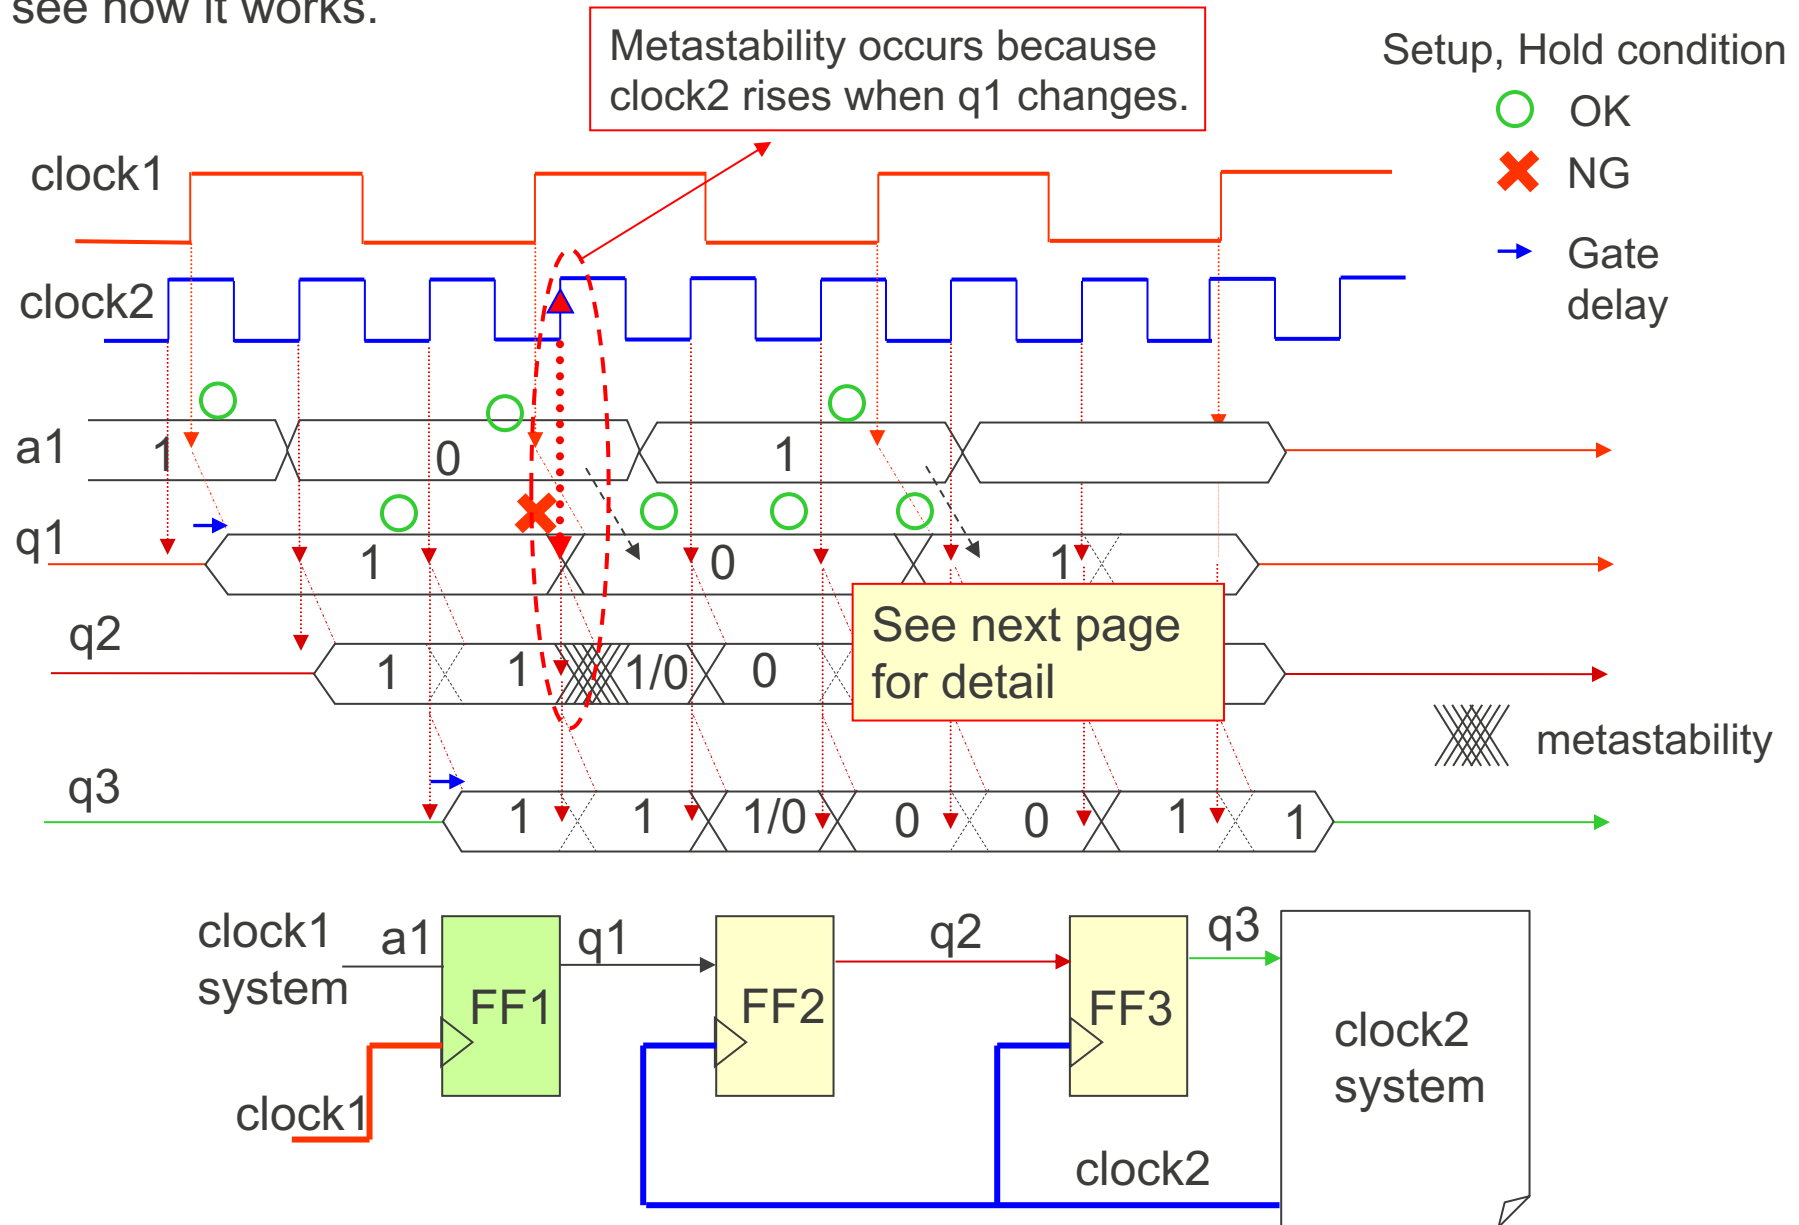 see how it works.
Metastability occurs because
clock2 rises when q1 changes.
Setup, Hold condition
OK
NG
Gate
delay
clock1
clock2
a1
1
0
1
q1
1
0
1
See next page
for detail
q2
1
1
1/0
0
metastability
q3
1
1
1/0
0
0
1
1
clock1
system
a1
FF1
q1
FF2
q2
FF3
q3
clock2
system
clock1
clock2